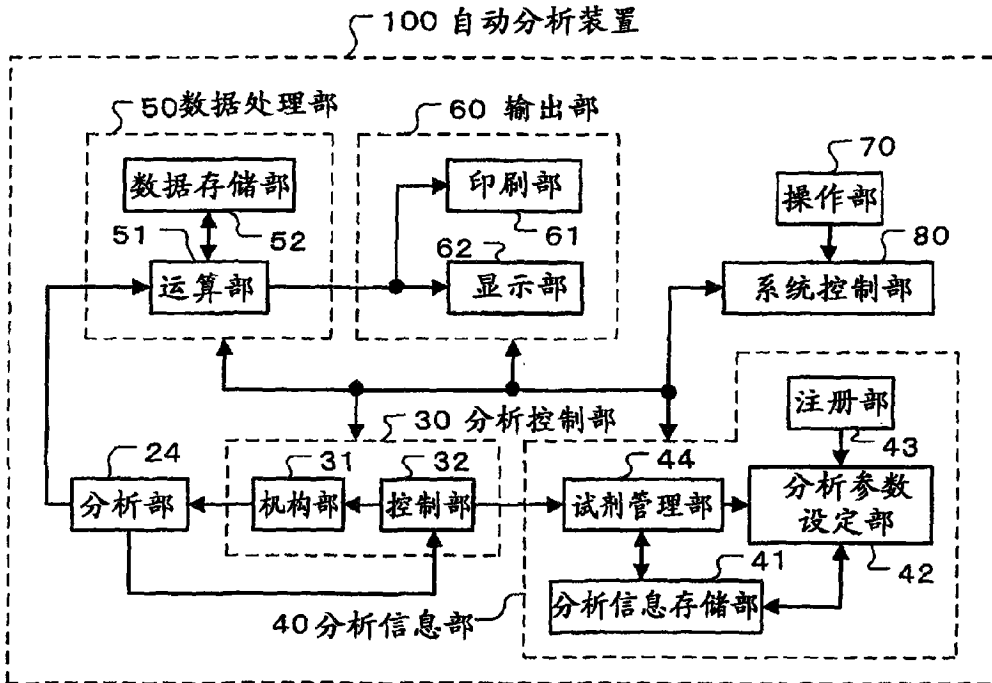 100 自动分析装置
50 数据处理部
60 输出部
70
数据存储部
印刷部
操作部
51
52
61
62
80
运算部
显示部
系统控制部
注册部
30 分析控制部
43
24
31
32
44
分析部
机构部
控制部
试剂管理部
分析参数
设定部
41
42
分析信息存储部
40 分析信息部